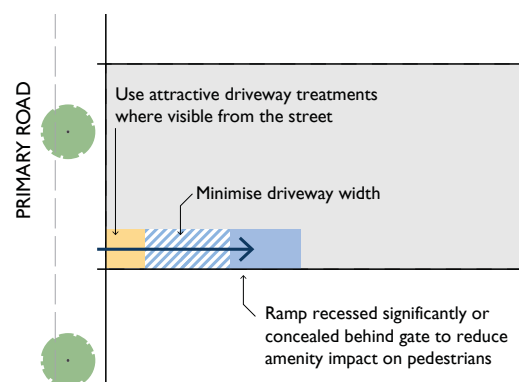 PRIMARY ROAD
Use attractive driveway treatments
where visible from the street
Minimise driveway width
Ramp recessed significantly or
concealed behind gate to reduce
amenity impact on pedestrians